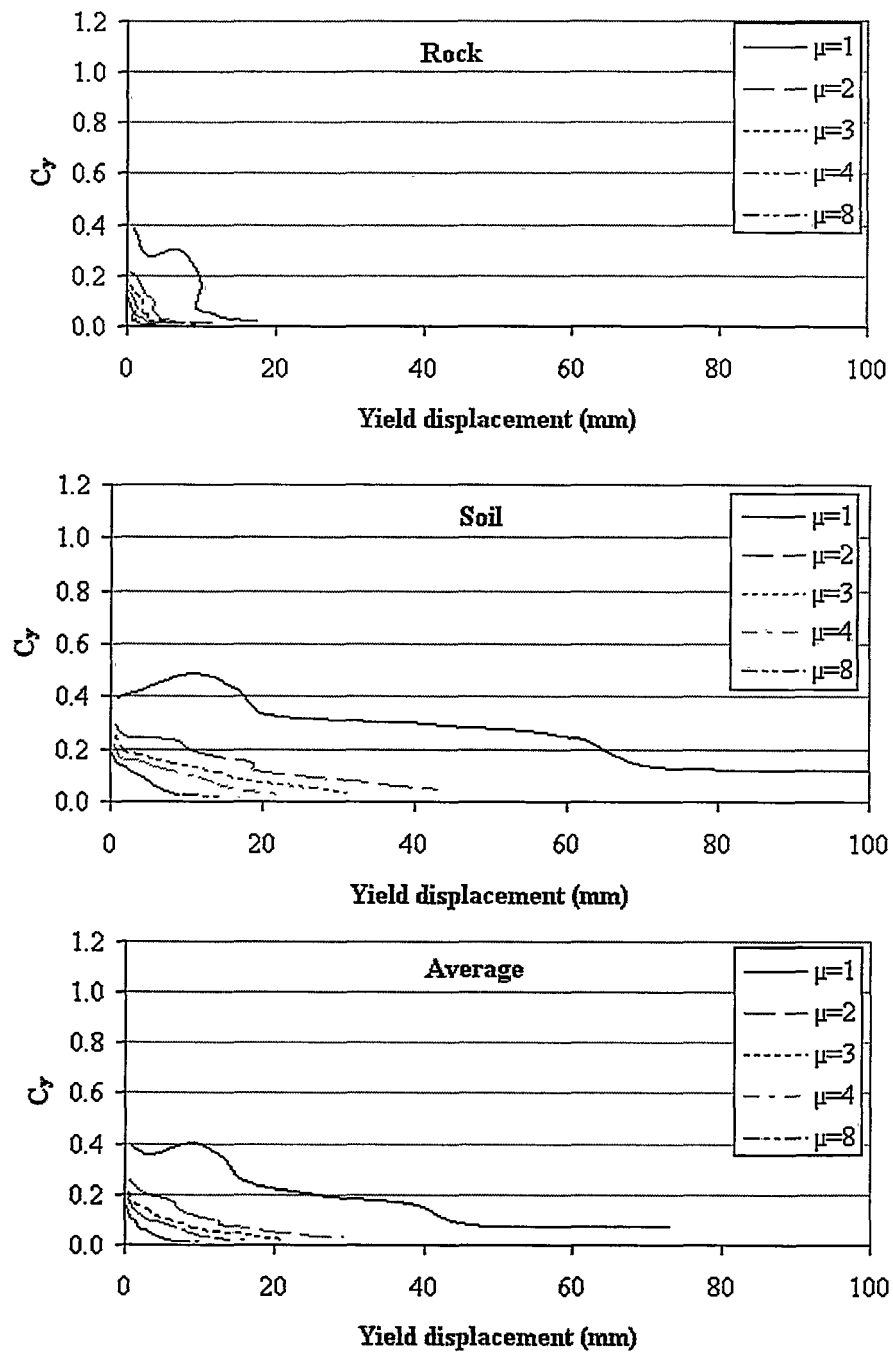 Rock
C_y
1.2
1.0
0.8
0.6
0.4
0.2
0.0
0 20 40 60 80 100
Yield displacement (mm)
μ=1
μ=2
μ=3
μ=4
μ=8
Soil
C_y
1.2
1.0
0.8
0.6
0.4
0.2
0.0
0 20 40 60 80 100
Yield displacement (mm)
μ=1
μ=2
μ=3
μ=4
μ=8
Average
C_y
1.2
1.0
0.8
0.6
0.4
0.2
0.0
0 20 40 60 80 100
Yield displacement (mm)
μ=1
μ=2
μ=3
μ=4
μ=8